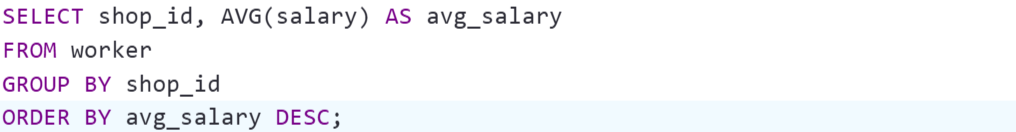 SELECT shop_id, AVG(salary) AS avg_salary
FROM worker
GROUP BY shop_id
ORDER BY avg_salary DESC;